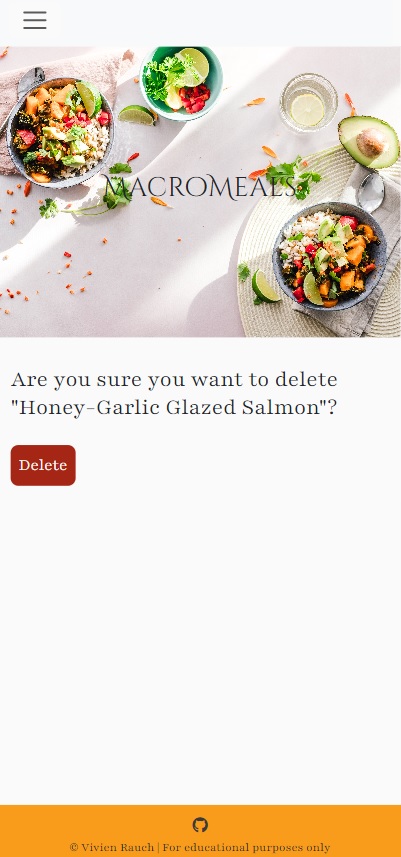 MacroMeals
Are you sure you want to delete
"Honey-Garlic Glazed Salmon"?
Delete
© Vivien Rauch | For educational purposes only